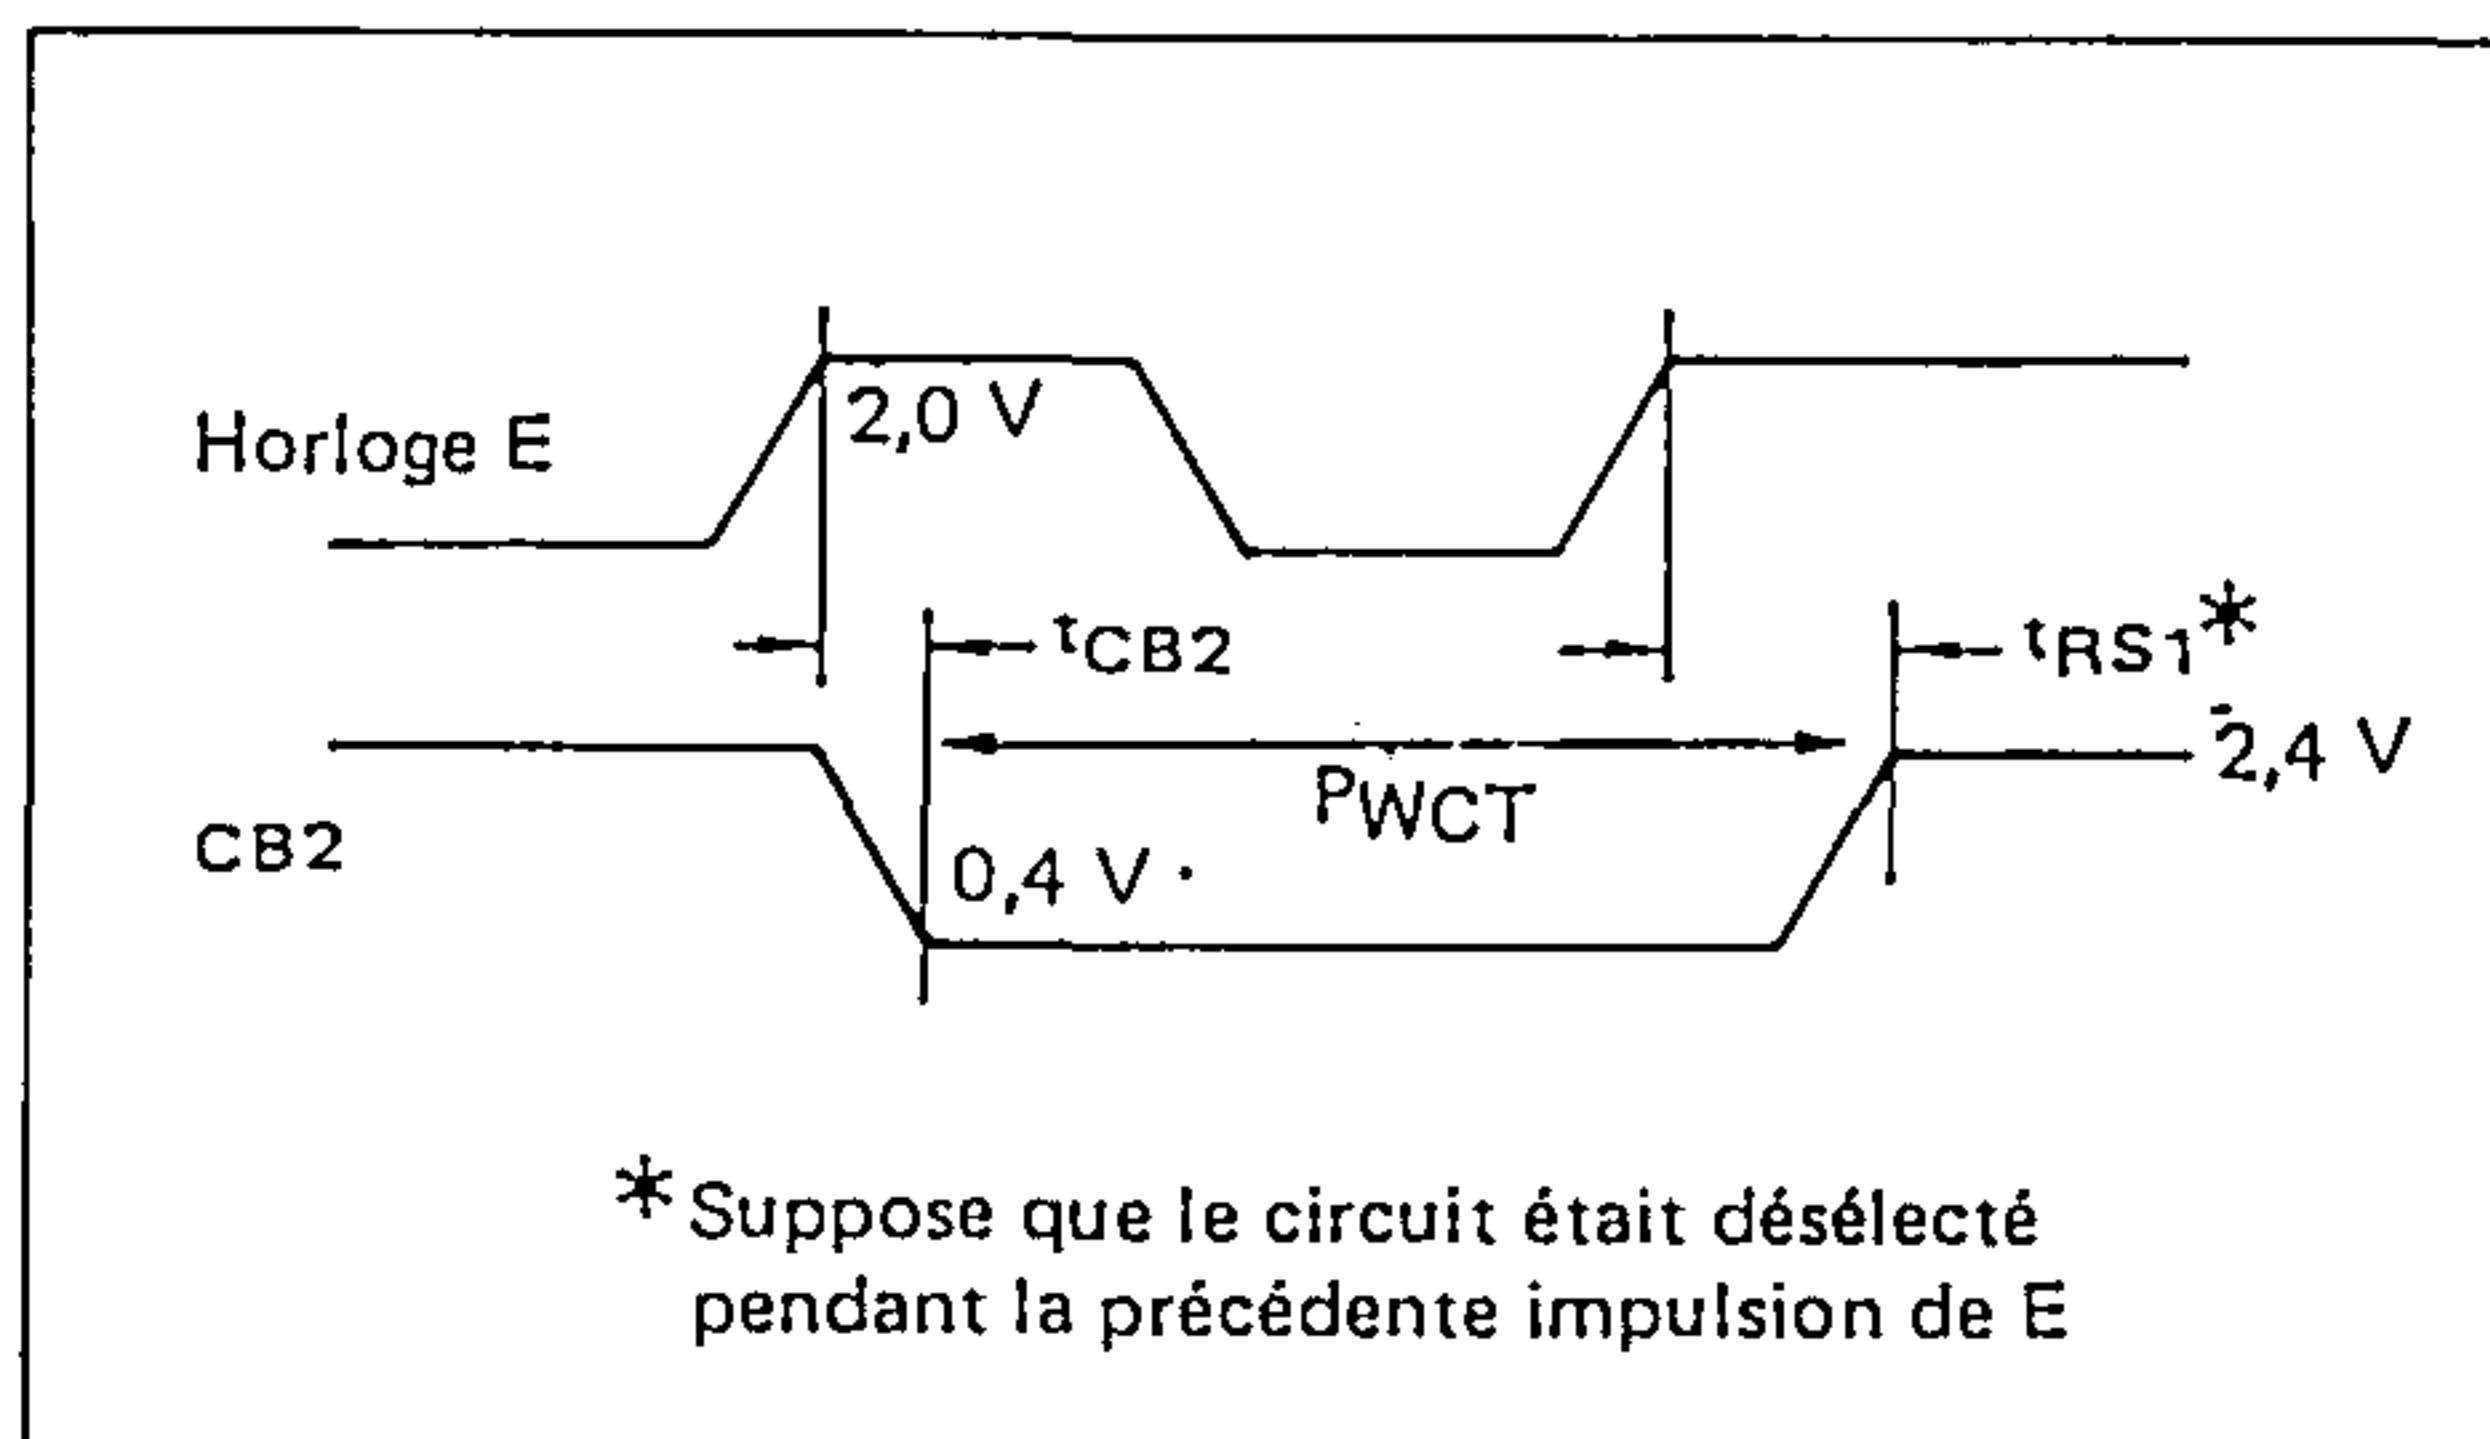 2,0 V
Horloge E
tCB2
tRS1*
2,4 V
PWCT
CB2
0,4 V
* Suppose que le circuit était désélecté
pendant la précédente impulsion de E